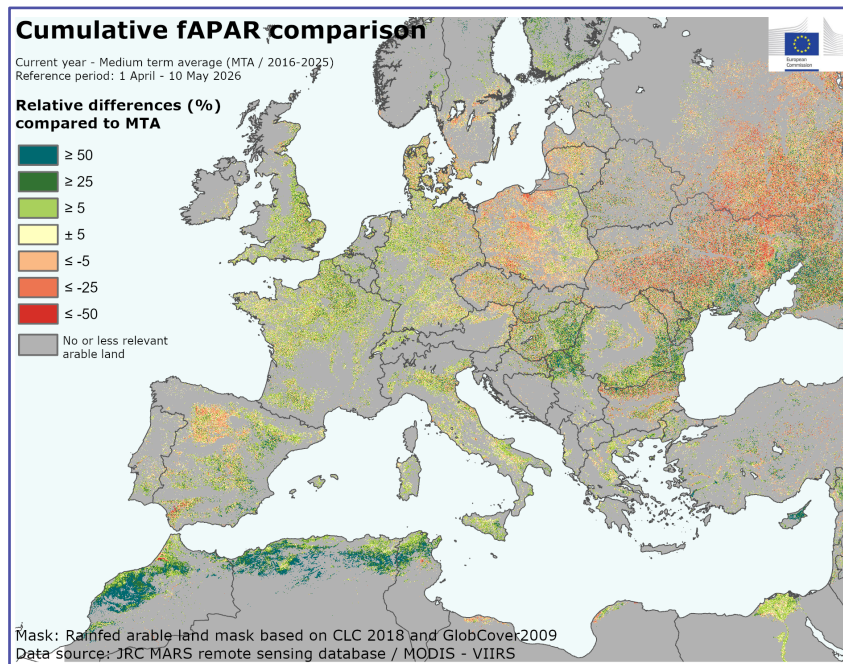 Cumulative fAPAR comparison
Current year - Medium term average (MTA / 2016-2025)
Reference period: 1 April - 10 May 2026
Relative differences (%)
compared to MTA
≥ 50
≥ 25
≥ 5
± 5
≤ -5
≤ -25
≤ -50
No or less relevant
arable land
European
Commission
Mask: Rainfed arable land mask based on CLC 2018 and GlobCover2009
Data source: JRC MARS remote sensing database / MODIS - VIIRS